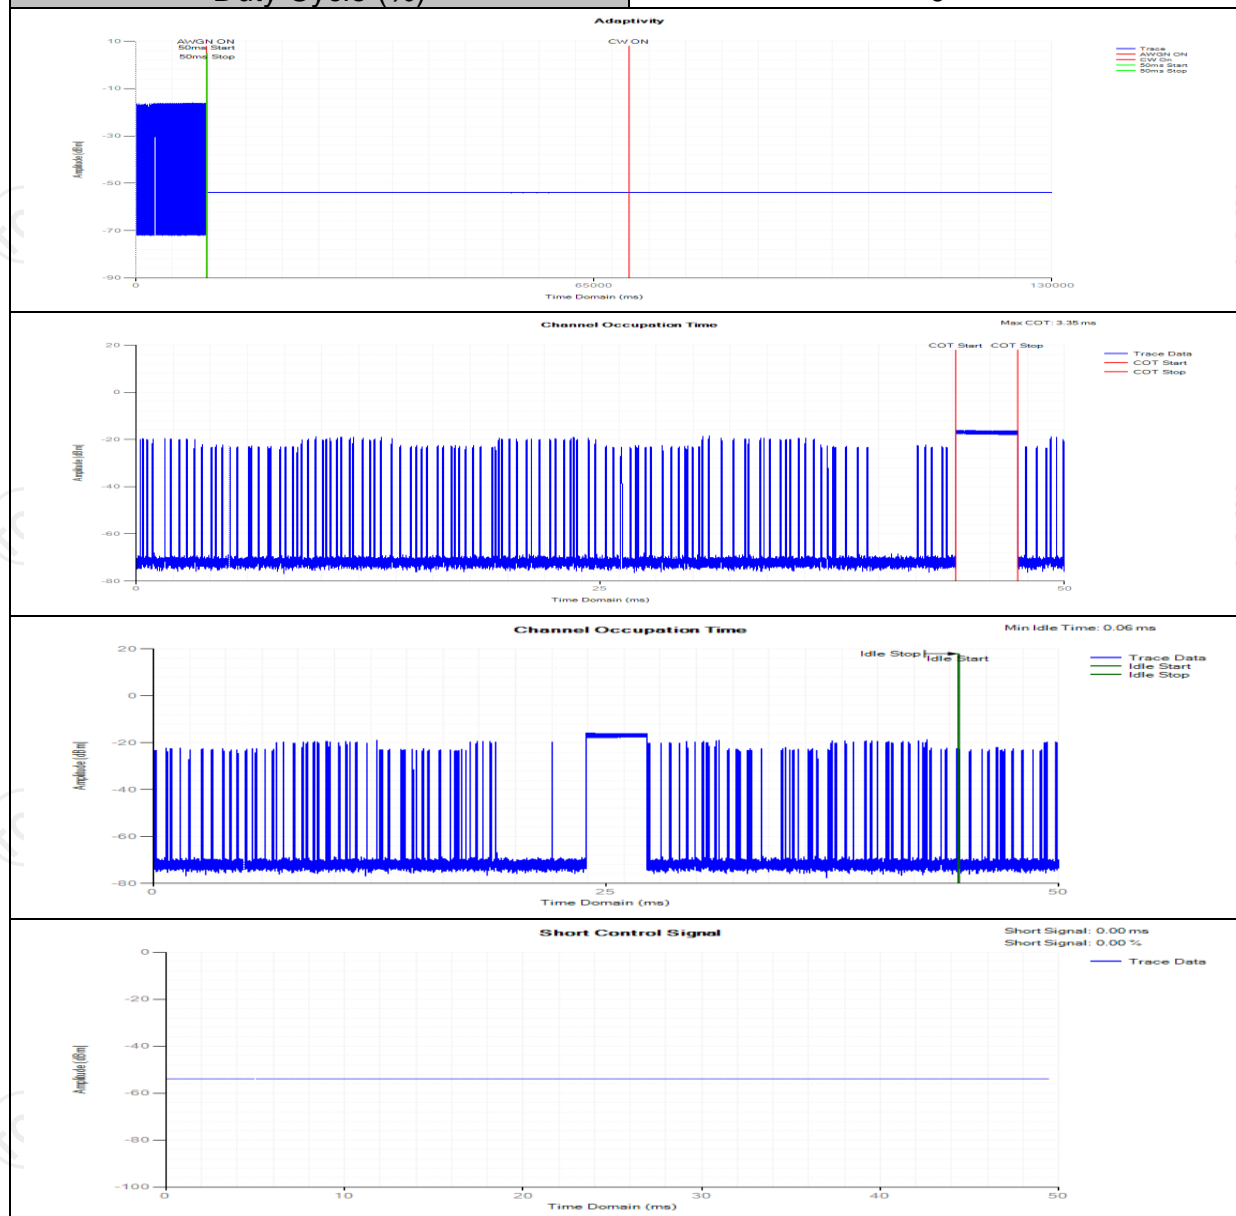 Duty Cycle (%)
Adaptivity
AWGN ON
50ms Start
50ms Stop
CW ON
Trace
AWGN ON
CW On
50ms Start
50ms Stop
10
-10
-30
-50
-70
-90
Amplitude (dBm)
0
65000
130000
Time Domain (ms)
Channel Occupation Time
Max COT: 3.35 ms
COT Start
COT Stop
Trace Data
COT Start
COT Stop
20
0
-20
-40
-60
-80
Amplitude (dBm)
0
25
50
Time Domain (ms)
Channel Occupation Time
Min Idle Time: 0.06 ms
Idle Stop
Idle Start
Trace Data
Idle Start
Idle Stop
20
0
-20
-40
-60
-80
Amplitude (dBm)
0
25
50
Time Domain (ms)
Short Control Signal
Short Signal: 0.00 ms
Short Signal: 0.00 %
Trace Data
0
-20
-40
-60
-80
-100
Amplitude (dBm)
0
10
20
30
40
50
Time Domain (ms)